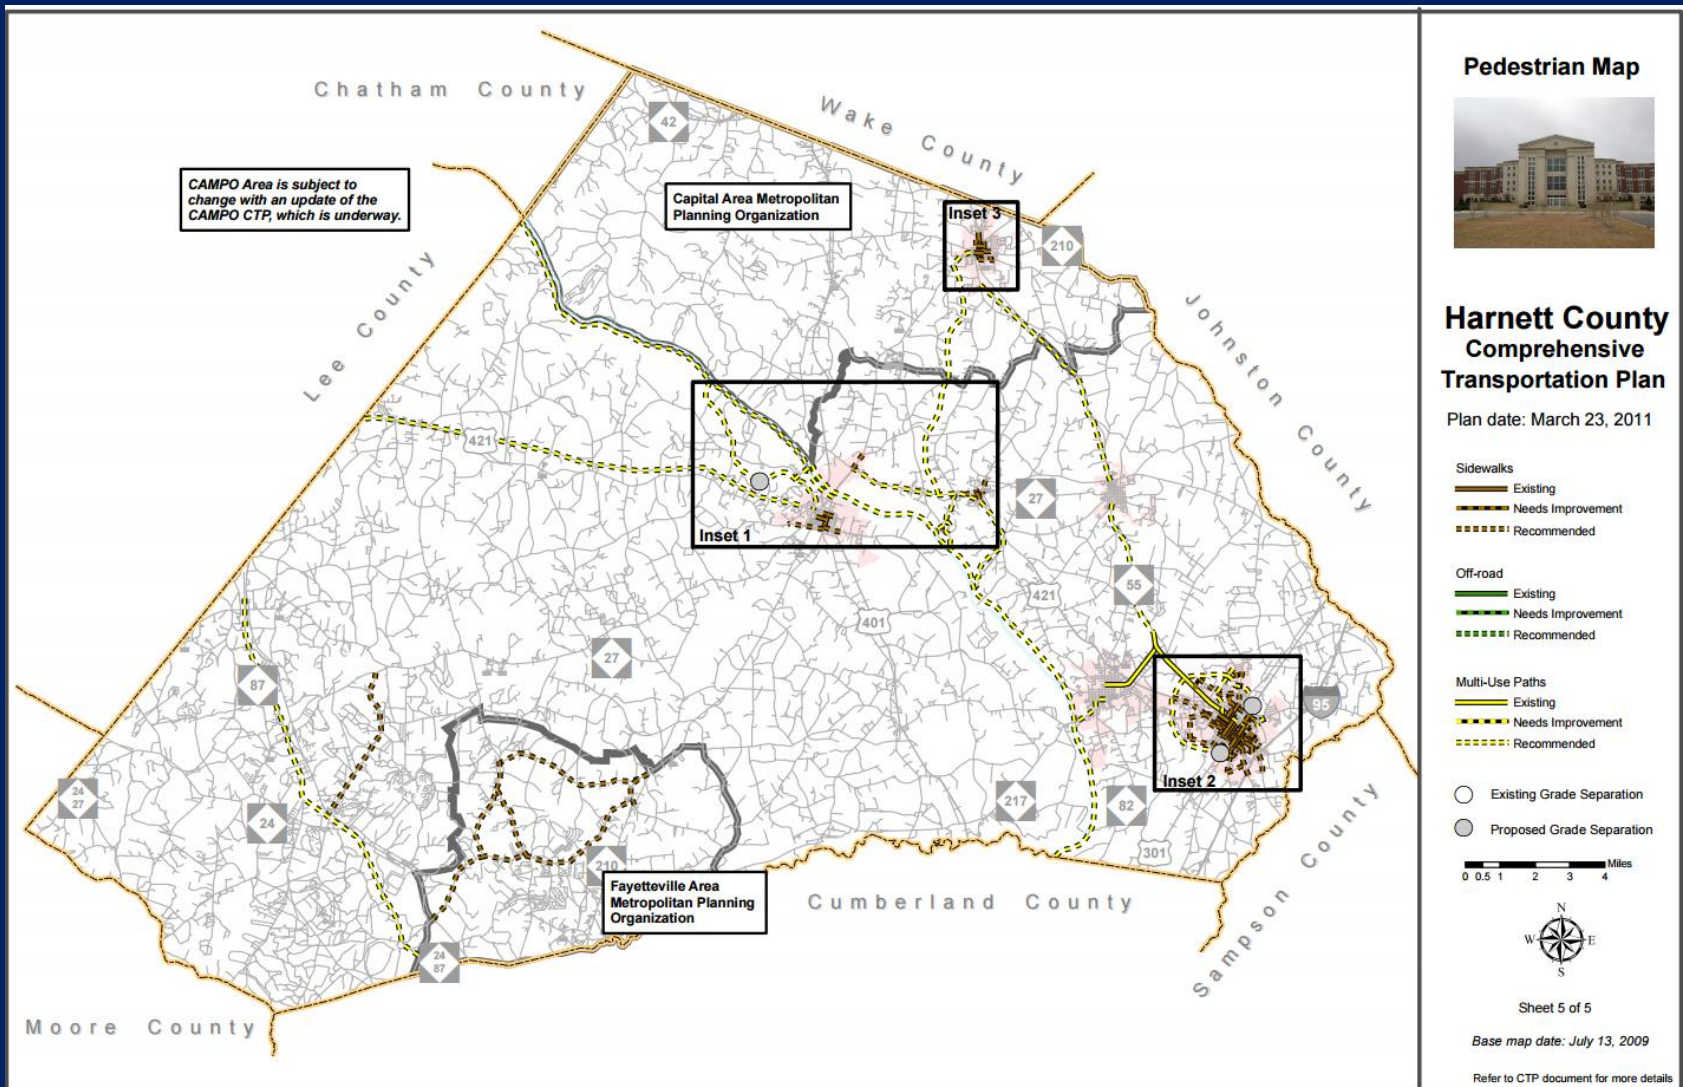 Chatham County
Wake County
42
CAMPO Area is subject to
change with an update of the
CAMPO CTP, which is underway.
Capital Area Metropolitan
Planning Organization
Inset 3
210
Lee County
Johnston County
421
27
Inset 1
55
421
401
27
87
95
Inset 2
24
27
24
217
82
301
210
Fayetteville Area
Metropolitan Planning
Organization
Cumberland County
Sampson County
24
87
Moore County
Pedestrian Map
Harnett County
Comprehensive
Transportation Plan
Plan date: March 23, 2011
Sidewalks
Existing
Needs Improvement
Recommended
Off-road
Existing
Needs Improvement
Recommended
Multi-Use Paths
Existing
Needs Improvement
Recommended
Existing Grade Separation
Proposed Grade Separation
Miles
0 0.5 1 2 3 4
N
W E
S
Sheet 5 of 5
Base map date: July 13, 2009
Refer to CTP document for more details